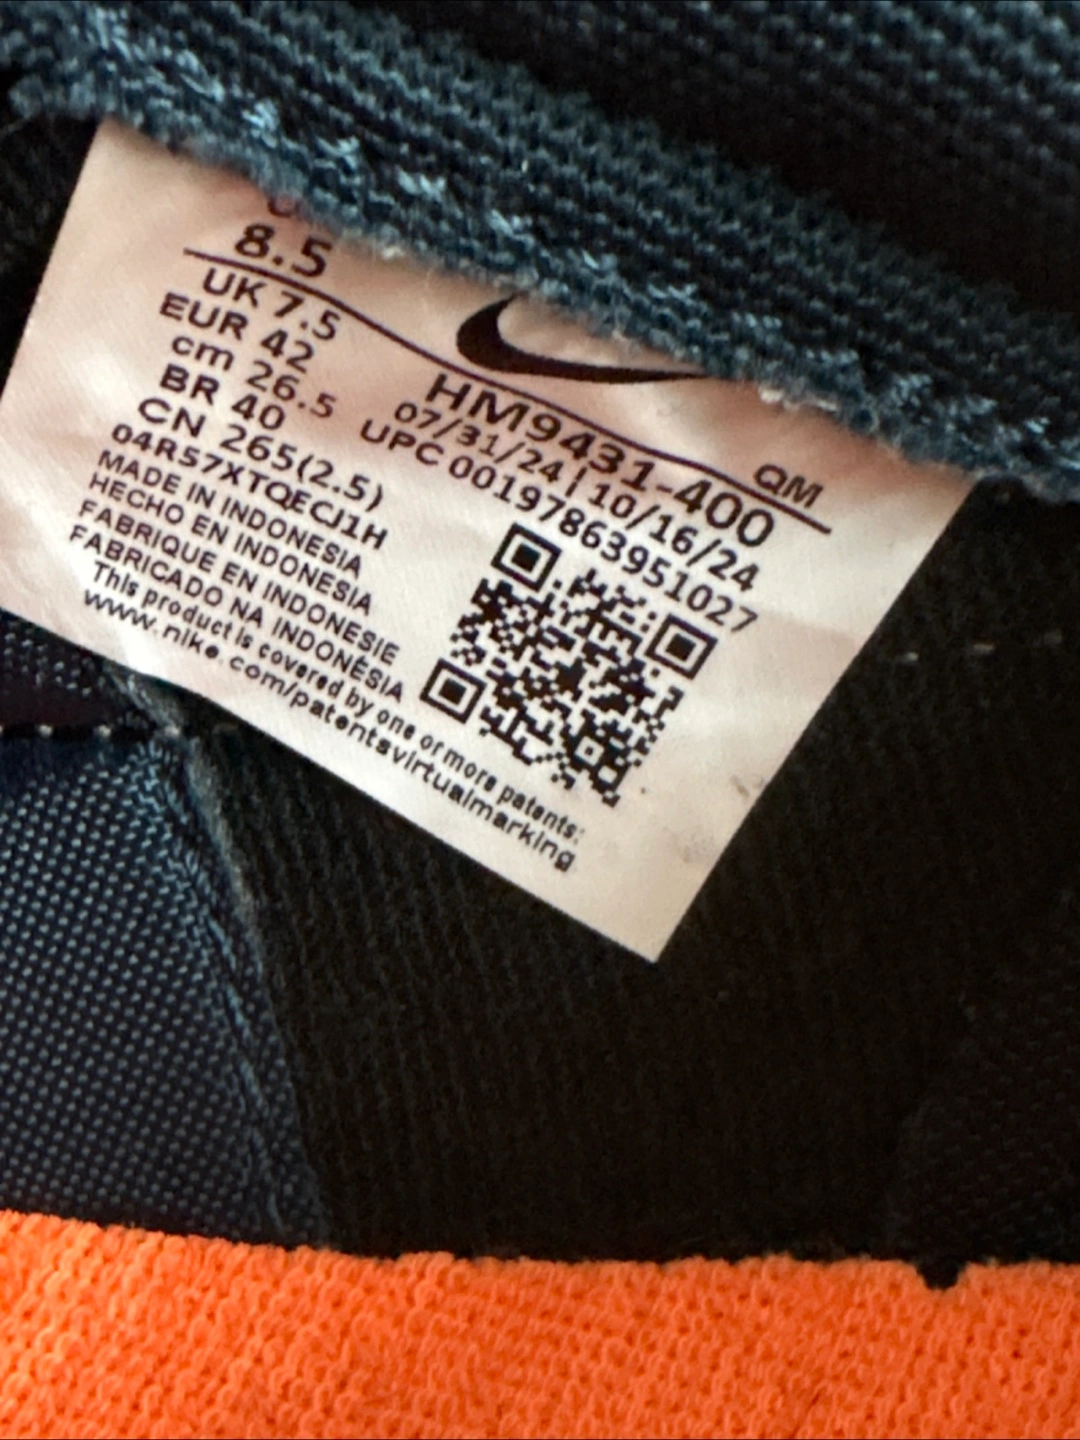 8.5
UK 7.5
EUR 42
cm 26.5
BR 40
CN 265(2.5)
04R57XTQECJ1H
MADE IN INDONESIA
HECHO EN INDONESIA
FABRIQUE EN INDONESIE
FABRICADO NA INDONÉSIA
This product is covered by one or more patents:
www.nike.com/patentsvirtualmarking
QM
HM9431-400
07/31/24 | 10/16/24
UPC 00197863951027